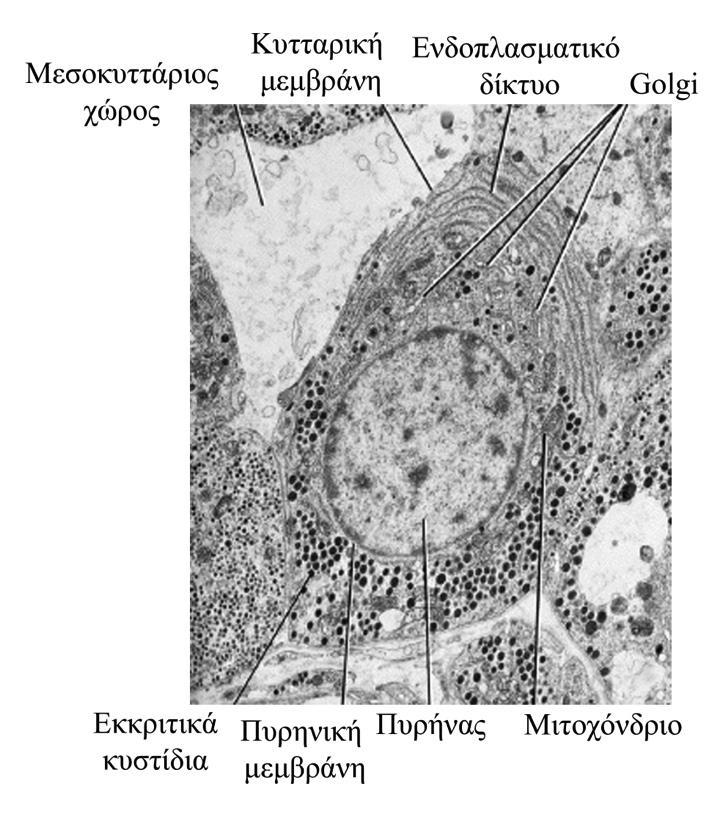 Μεσοκυττάριος
χώρος
Κυτταρική
μεμβράνη
Ενδοπλασματικό
δίκτυο
Golgi
Εκκριτικά
κυστίδια
Πυρηνική
μεμβράνη
Πυρήνας
Μιτοχόνδριο